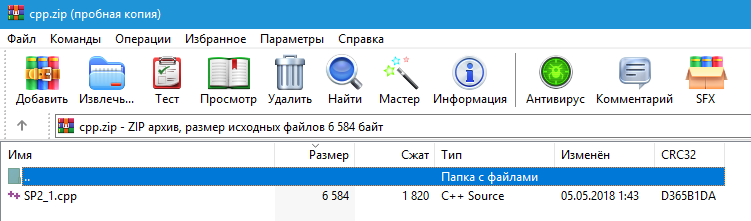 cpp.zip (пробная копия)
Файл Команды Операции Избранное Параметры Справка
Добавить Извлечь... Тест Просмотр Удалить Найти Мастер Информация Антивирус Комментарий SFX
cpp.zip - ZIP архив, размер исходных файлов 6 584 байт
Имя Размер Сжат Тип Изменён CRC32
.. Папка с файлами
SP2_1.cpp 6 584 1 820 C++ Source 05.05.2018 1:43 D365B1DA